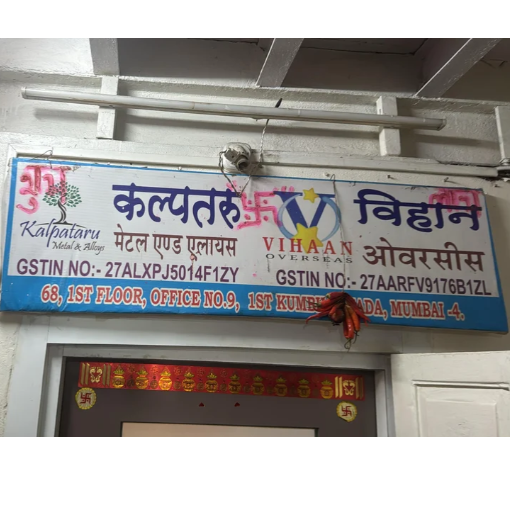 शुभ
लाभ
कल्पतरु
Kalpataru
Metal & Alloys
मेटल एण्ड एलायस
GSTIN NO:- 27ALXPJ5014F1ZY
VIHAAN
OVERSEAS
विहान
ओवरसीस
GSTIN NO:- 27AARFV9176B1ZL
68, 1ST FLOOR, OFFICE NO.9, 1ST MUMBAI -4.